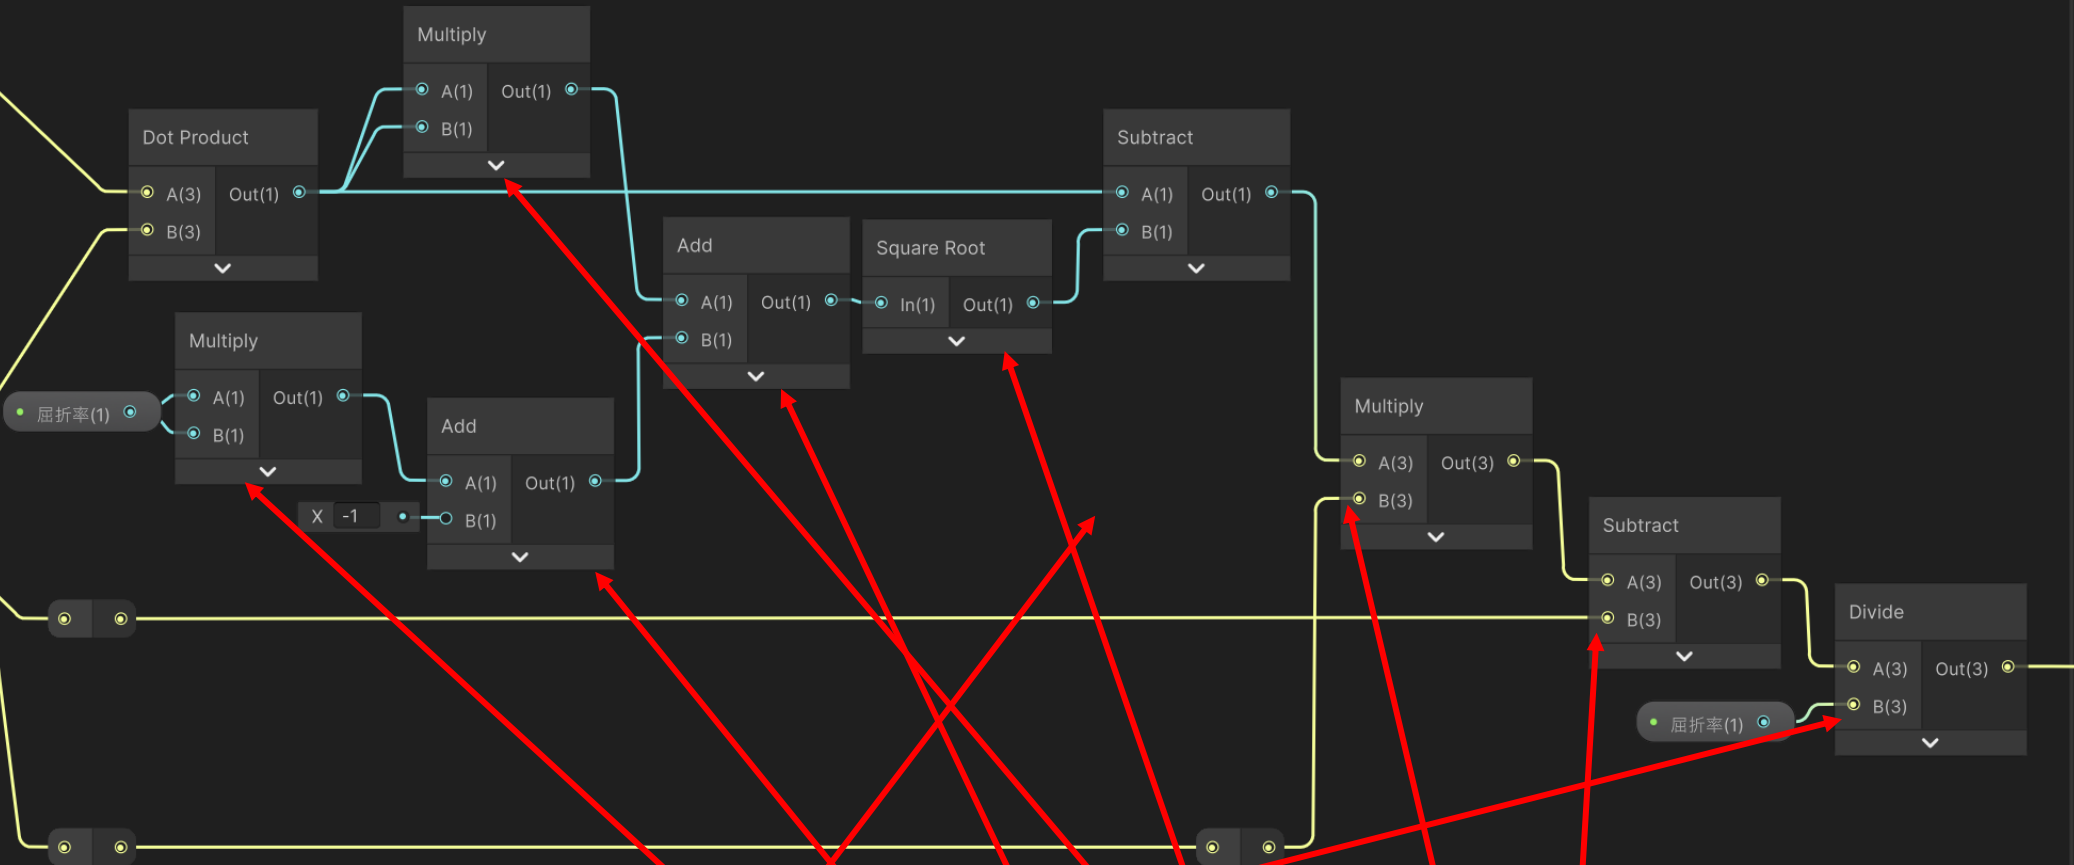 Multiply
A(1) Out(1)
B(1)
Dot Product
A(3) Out(1)
B(3)
Subtract
A(1) Out(1)
B(1)
Add
A(1) Out(1)
B(1)
Square Root
In(1) Out(1)
Multiply
A(1) Out(1)
B(1)
屈折率(1)
Add
A(1) Out(1)
B(1)
X -1
Multiply
A(3) Out(3)
B(3)
Subtract
A(3) Out(3)
B(3)
Divide
A(3) Out(3)
B(3)
屈折率(1)